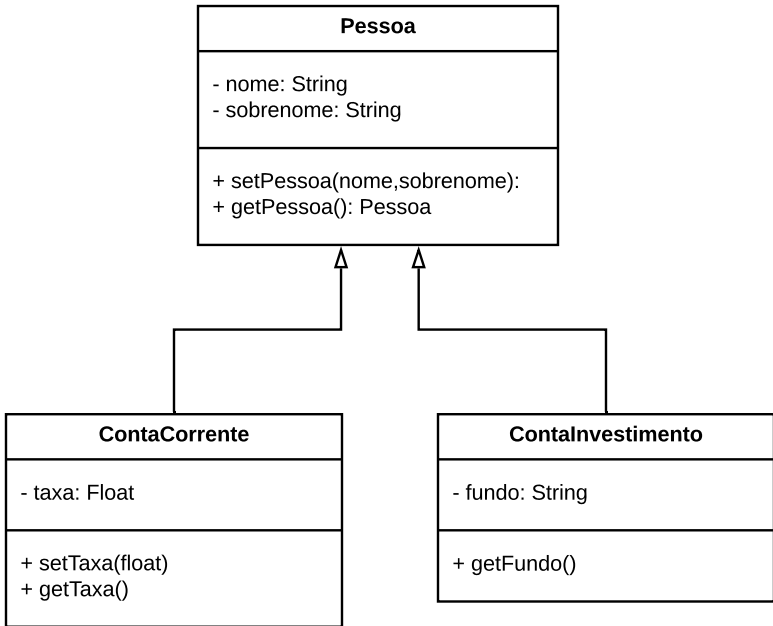 Pessoa
- nome: String
- sobrenome: String
+ setPessoa(nome,sobrenome):
+ getPessoa(): Pessoa
ContaCorrente
- taxa: Float
+ setTaxa(float)
+ getTaxa()
ContaInvestimento
- fundo: String
+ getFundo()